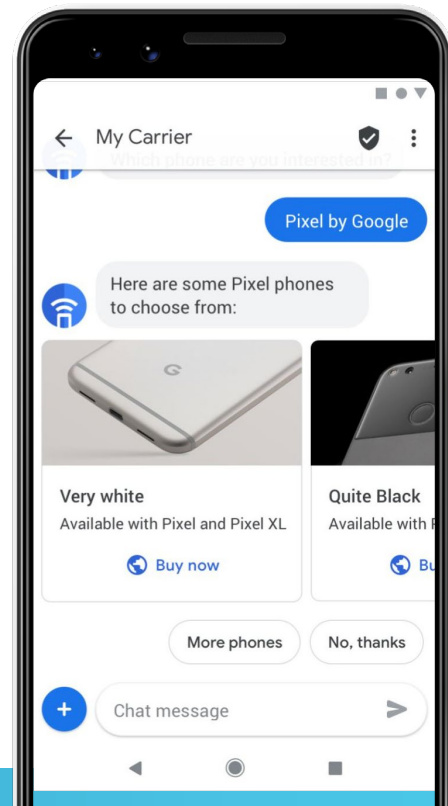 My Carrier
Which phone are you interested in?
Pixel by Google
Here are some Pixel phones
to choose from:
G
Very white
Available with Pixel and Pixel XL
Buy now
Quite Black
Available with
More phones
No, thanks
Chat message